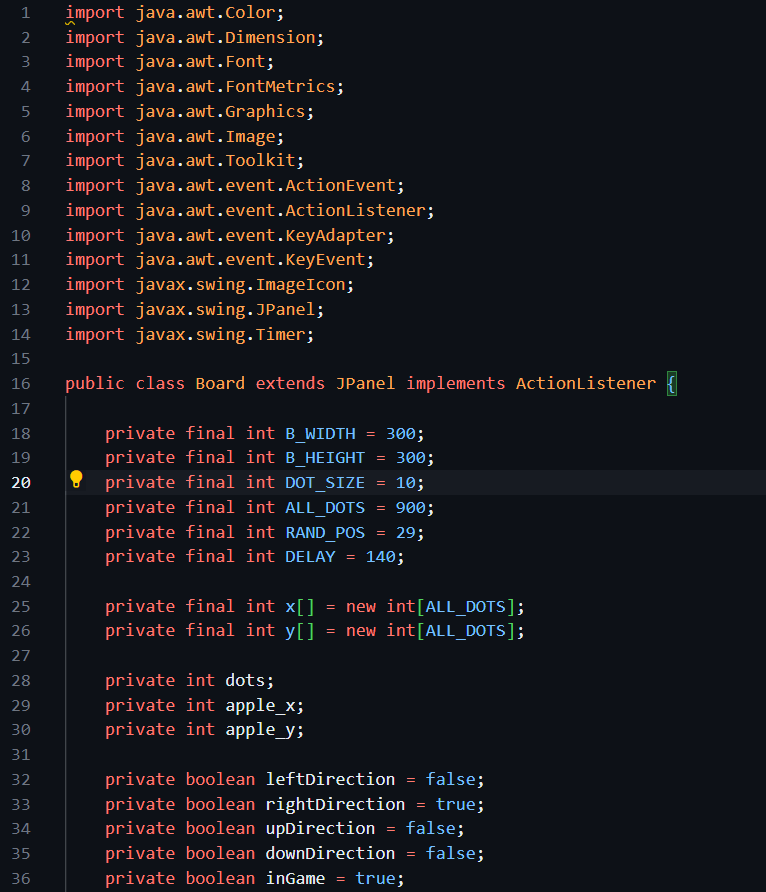 1 import java.awt.Color;
2 import java.awt.Dimension;
3 import java.awt.Font;
4 import java.awt.FontMetrics;
5 import java.awt.Graphics;
6 import java.awt.Image;
7 import java.awt.Toolkit;
8 import java.awt.event.ActionEvent;
9 import java.awt.event.ActionListener;
10 import java.awt.event.KeyAdapter;
11 import java.awt.event.KeyEvent;
12 import javax.swing.ImageIcon;
13 import javax.swing.JPanel;
14 import javax.swing.Timer;
15
16 public class Board extends JPanel implements ActionListener {
17
18     private final int B_WIDTH = 300;
19     private final int B_HEIGHT = 300;
20     private final int DOT_SIZE = 10;
21     private final int ALL_DOTS = 900;
22     private final int RAND_POS = 29;
23     private final int DELAY = 140;
24
25     private final int x[] = new int[ALL_DOTS];
26     private final int y[] = new int[ALL_DOTS];
27
28     private int dots;
29     private int apple_x;
30     private int apple_y;
31
32     private boolean leftDirection = false;
33     private boolean rightDirection = true;
34     private boolean upDirection = false;
35     private boolean downDirection = false;
36     private boolean inGame = true;